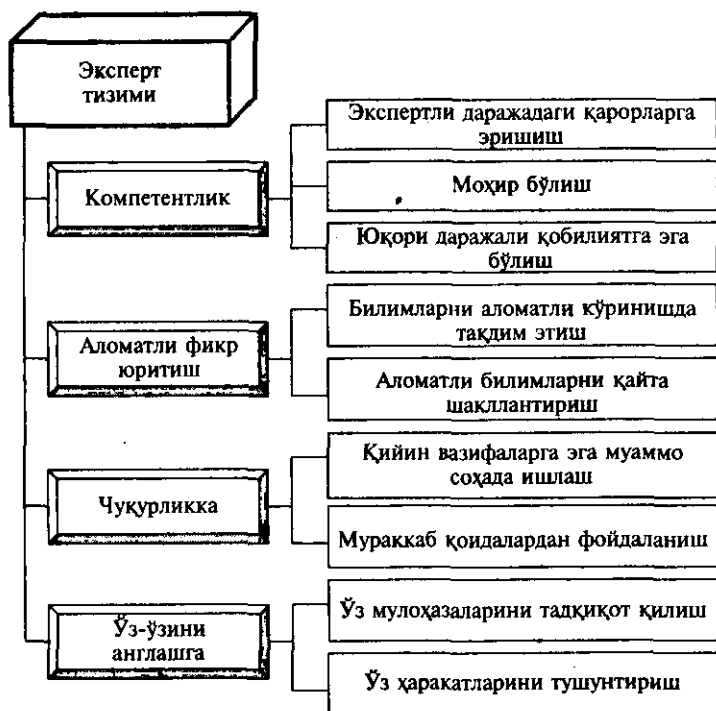 Эксперт
тизими
Компетентлик
Экспертли даражадаги қарорларга
эришиш
Моҳир бўлиш
Юқори даражали қобилиятга эга
бўлиш
Аломатли фикр
юритиш
Билимларни аломатли кўринишда
тақдим этиш
Аломатли билимларни қайта
шакллантириш
Чуқурликка
Қийин вазифаларга эга муаммо
соҳада ишлаш
Мураккаб қоидалардан фойдаланиш
Ўз-ўзини
англашга
Ўз мулоҳазаларини тадқиқот қилиш
Ўз ҳаракатларини тушунтириш